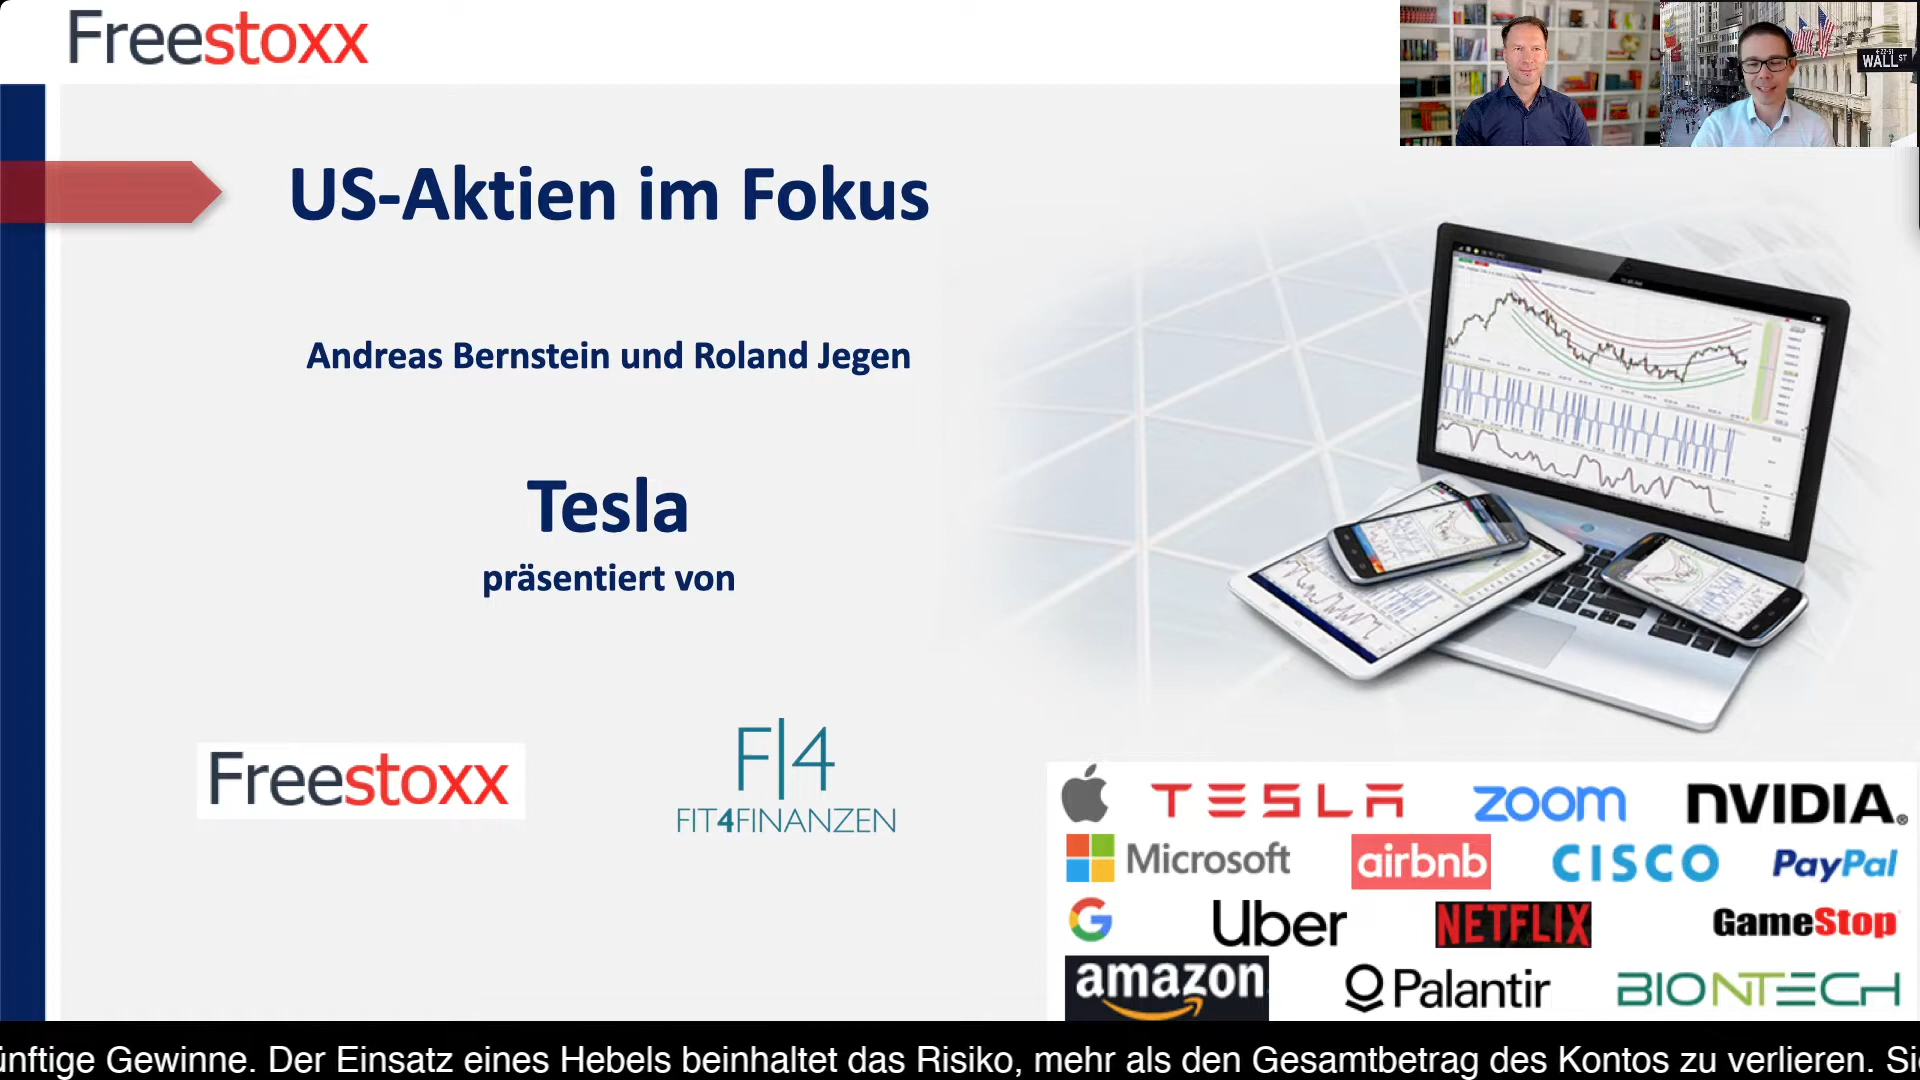 Freestoxx
WALL ST
US-Aktien im Fokus
Andreas Bernstein und Roland Jegen
Tesla
präsentiert von
Freestoxx
F|4
FIT4FINANZEN
TESLA
zoom
NVIDIA®
Microsoft
airbnb
CISCO
PayPal
G
Uber
NETFLIX
GameStop
amazon
Palantir
BIONTECH
ünftige Gewinne. Der Einsatz eines Hebels beinhaltet das Risiko, mehr als den Gesamtbetrag des Kontos zu verlieren. Si